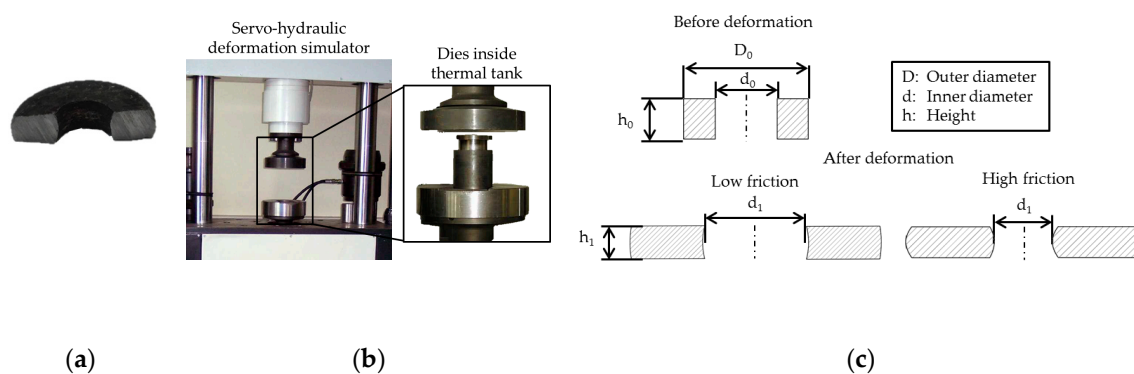 Servo-hydraulic
deformation simulator
Dies inside
thermal tank
Before deformation
D0
d0
h0
D: Outer diameter
d: Inner diameter
h: Height
After deformation
Low friction
d1
h1
High friction
d1
(a)
(b)
(c)